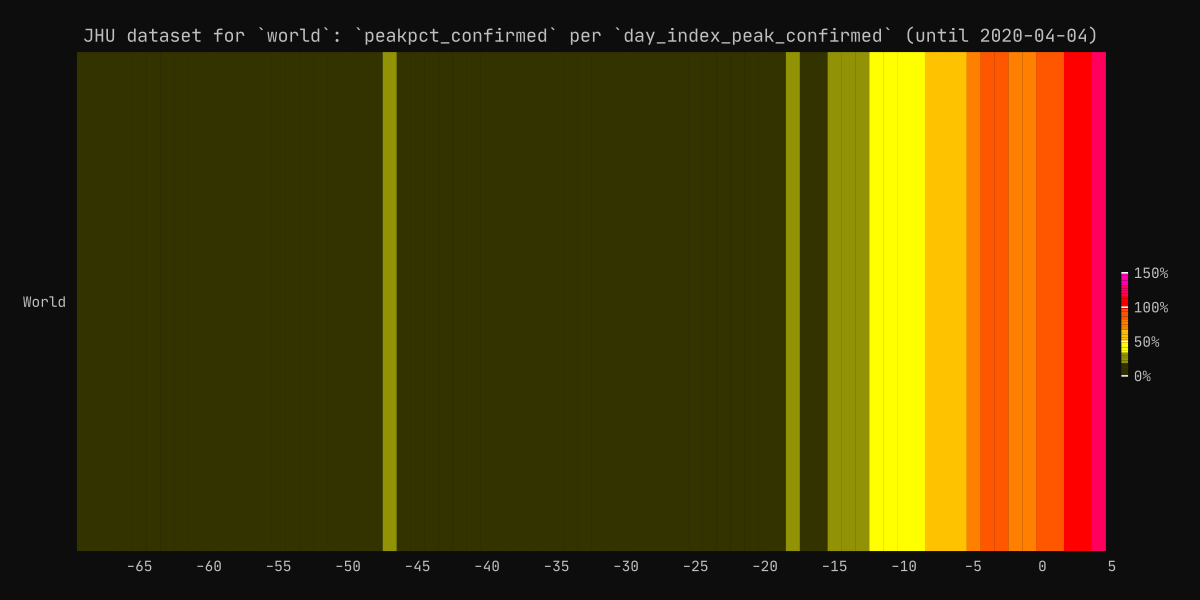 JHU dataset for `world`: `peakpct_confirmed` per `day_index_peak_confirmed` (until 2020-04-04)
World
150%
100%
50%
0%
-65 -60 -55 -50 -45 -40 -35 -30 -25 -20 -15 -10 -5 0 5